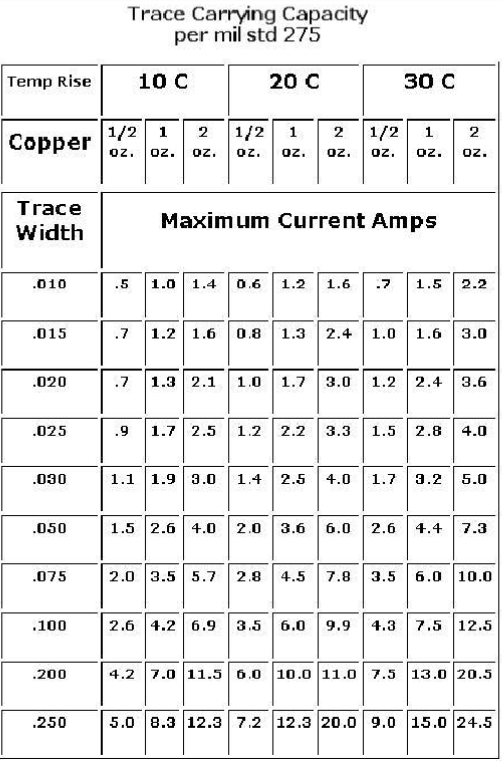 Trace Carrying Capacity
per mil std 275
Temp Rise 10 C 20 C 30 C
Copper 1/2 oz. 1 oz. 2 oz. 1/2 oz. 1 oz. 2 oz. 1/2 oz. 1 oz. 2 oz.
Trace Width Maximum Current Amps
.010 .5 1.0 1.4 0.6 1.2 1.6 .7 1.5 2.2
.015 .7 1.2 1.6 0.8 1.3 2.4 1.0 1.6 3.0
.020 .7 1.3 2.1 1.0 1.7 3.0 1.2 2.4 3.6
.025 .9 1.7 2.5 1.2 2.2 3.3 1.5 2.8 4.0
.030 1.1 1.9 3.0 1.4 2.5 4.0 1.7 3.2 5.0
.050 1.5 2.6 4.0 2.0 3.6 6.0 2.6 4.4 7.3
.075 2.0 3.5 5.7 2.8 4.5 7.8 3.5 6.0 10.0
.100 2.6 4.2 6.9 3.5 6.0 9.9 4.3 7.5 12.5
.200 4.2 7.0 11.5 6.0 10.0 11.0 7.5 13.0 20.5
.250 5.0 8.3 12.3 7.2 12.3 20.0 9.0 15.0 24.5